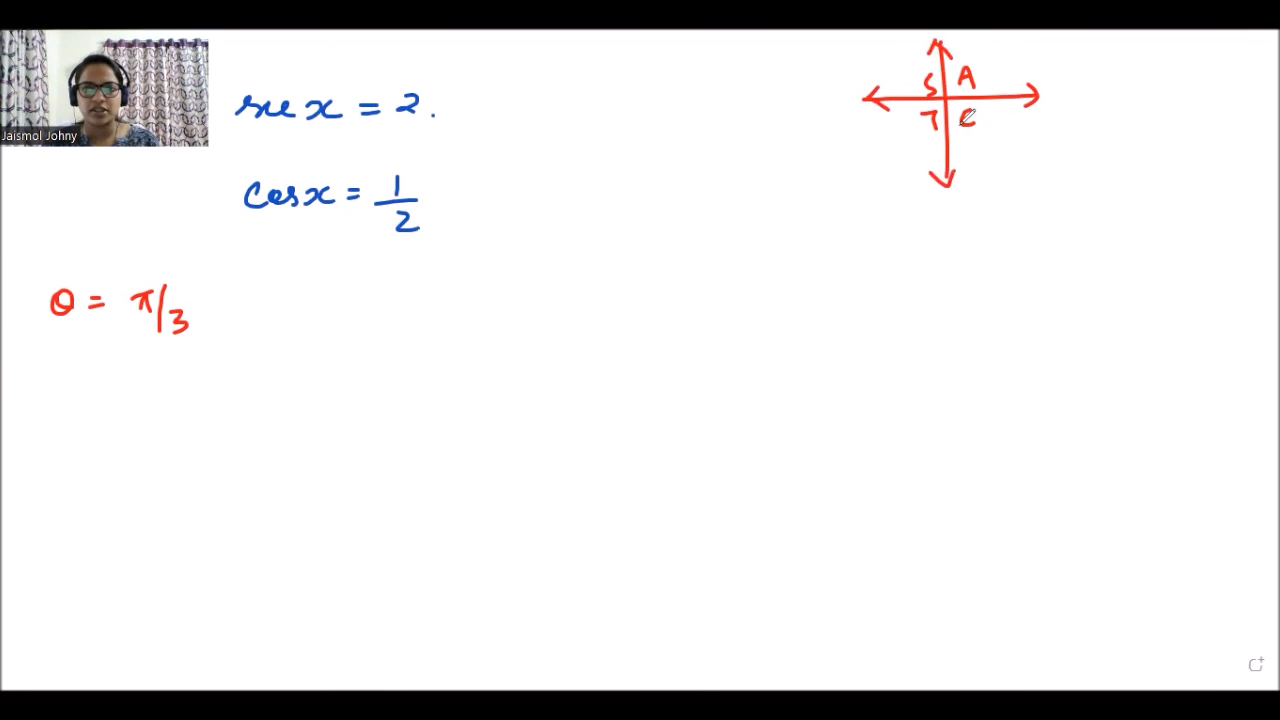 Jaismol Johny
sec x = 2.
cos x = 1/2
θ = π/3
S A
T C